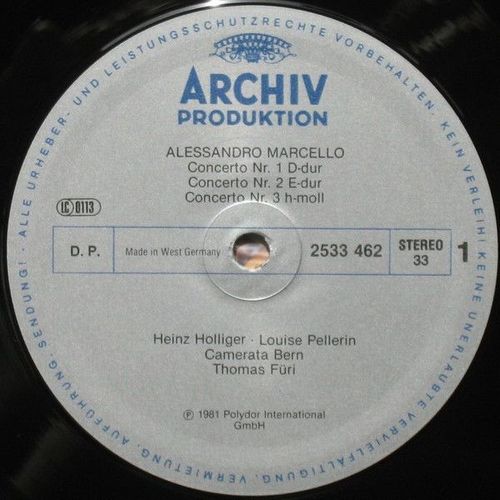 ALLE URHEBER- UND LEISTUNGSSCHUTZRECHTE VORBEHALTEN. KEIN VERLEIH! KEINE UNERLAUBTE VERVIELFÄLTIGUNG, VERMIETUNG, AUFFÜHRUNG, SENDUNG! ·
ARCHIV
PRODUKTION
ALESSANDRO MARCELLO
Concerto Nr. 1 D-dur
Concerto Nr. 2 E-dur
Concerto Nr. 3 h-moll
LC 0113
D. P. Made in West Germany 2533 462 STEREO 33 1
Heinz Holliger · Louise Pellerin
Camerata Bern
Thomas Füri
℗ 1981 Polydor International
GmbH